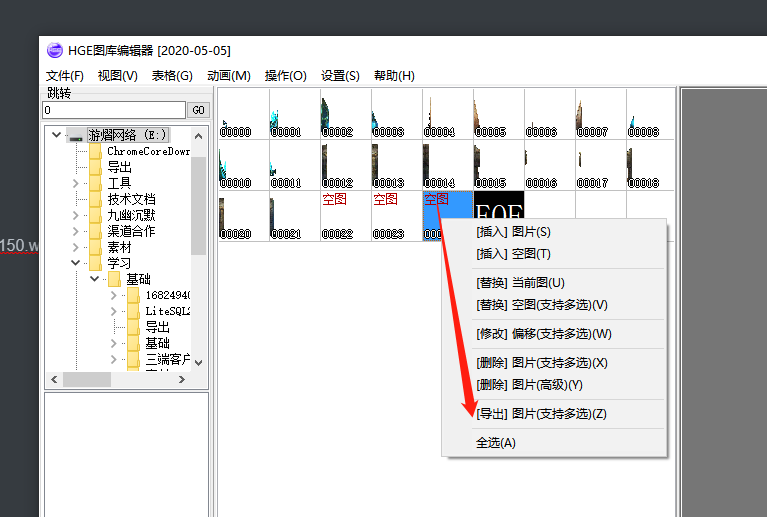 HGE图库编辑器 [2020-05-05]
文件(F) 视图(V) 表格(G) 动画(M) 操作(O) 设置(S) 帮助(H)
跳转
0 GO
游熠网络 (E:)
ChromeCoreDown
导出
工具
技术文档
九幽沉默
渠道合作
素材
学习
基础
16824940
LiteSQL2
导出
基础
三端客户
150.w
00000 00001 00002 00003 00004 00005 00006 00007 00008
00010 00011 00012 00013 00014 00015 00016 00017 00018
空图 空图 空图 EOF
00020 00021 00022 00023
[插入] 图片(S)
[插入] 空图(T)
[替换] 当前图(U)
[替换] 空图(支持多选)(V)
[修改] 偏移(支持多选)(W)
[删除] 图片(支持多选)(X)
[删除] 图片(高级)(Y)
[导出] 图片(支持多选)(Z)
全选(A)